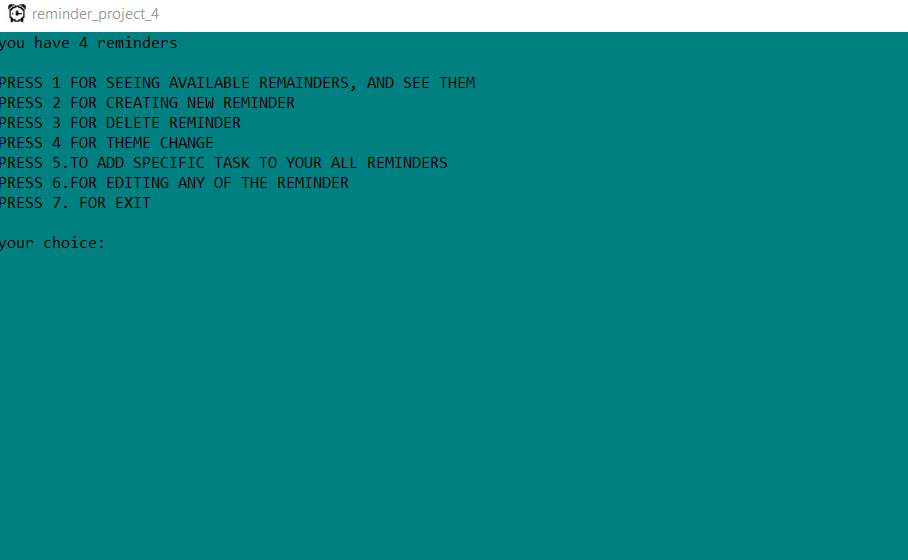 reminder_project_4
you have 4 reminders
PRESS 1 FOR SEEING AVAILABLE REMAINDERS, AND SEE THEM
PRESS 2 FOR CREATING NEW REMINDER
PRESS 3 FOR DELETE REMINDER
PRESS 4 FOR THEME CHANGE
PRESS 5.TO ADD SPECIFIC TASK TO YOUR ALL REMINDERS
PRESS 6.FOR EDITING ANY OF THE REMINDER
PRESS 7. FOR EXIT
your choice: